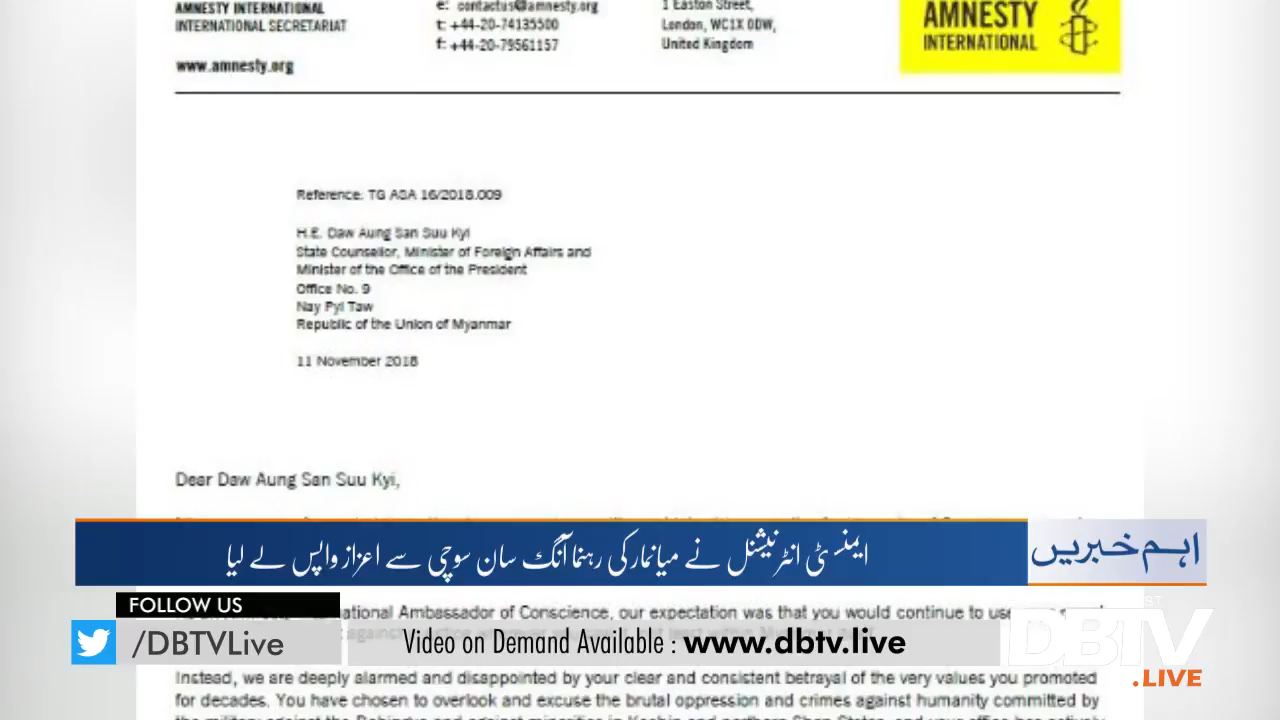 AMNESTY INTERNATIONAL
INTERNATIONAL SECRETARIAT
www.amnesty.org
e: contactus@amnesty.org
t: +44-20-74135500
f: +44-20-79561157
1 Easton Street,
London, WC1X 0DW,
United Kingdom
AMNESTY
INTERNATIONAL
Reference: TG ASA 16/2018.009
H.E. Daw Aung San Suu Kyi
State Counsellor, Minister of Foreign Affairs and
Minister of the Office of the President
Office No. 9
Nay Pyi Taw
Republic of the Union of Myanmar
11 November 2018
Dear Daw Aung San Suu Kyi,
ایمنسٹی انٹرنیشنل نے میانمار کی رہنما آنگ سان سوچی سے اعزاز واپس لے لیا
اہم خبریں
FOLLOW US
/DBTVLive
ational Ambassador of Conscience, our expectation was that you would continue to use
Video on Demand Available : www.dbtv.live
DBTV
.LIVE
Instead, we are deeply alarmed and disappointed by your clear and consistent betrayal of the very values you promoted
for decades. You have chosen to overlook and excuse the brutal oppression and crimes against humanity committed by